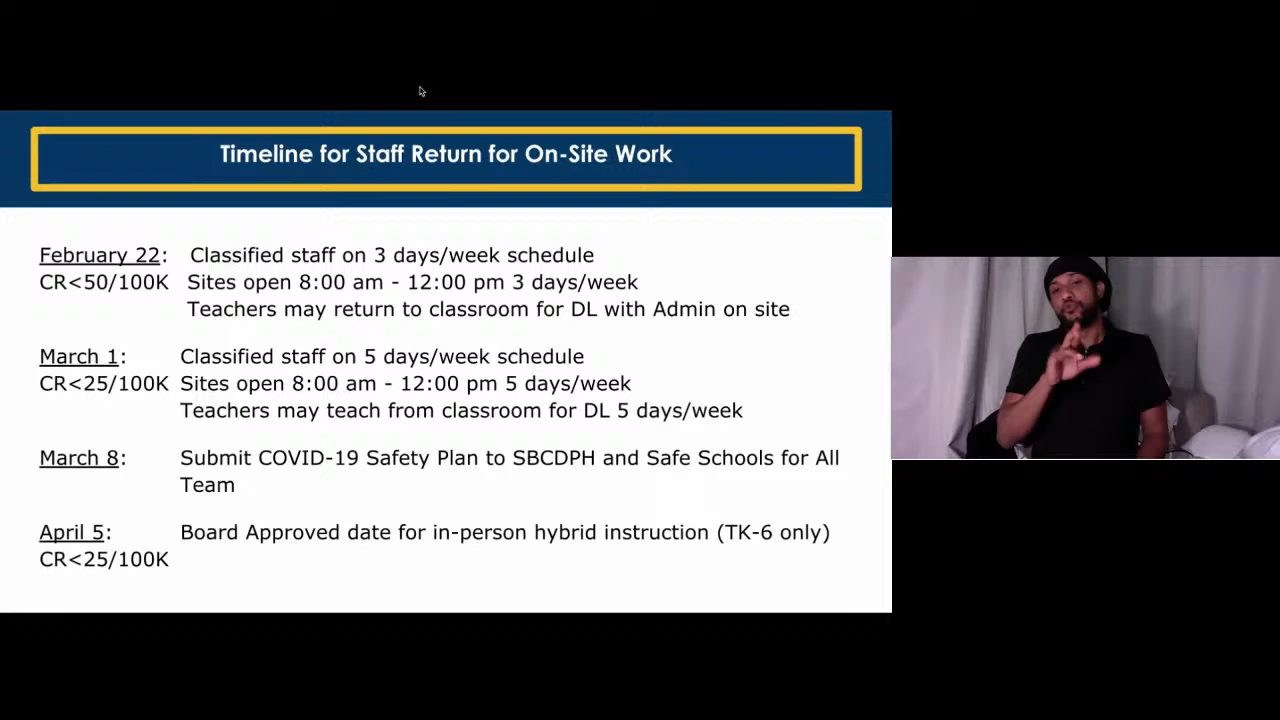 Timeline for Staff Return for On-Site Work
February 22: Classified staff on 3 days/week schedule
CR<50/100K Sites open 8:00 am - 12:00 pm 3 days/week
Teachers may return to classroom for DL with Admin on site
March 1: Classified staff on 5 days/week schedule
CR<25/100K Sites open 8:00 am - 12:00 pm 5 days/week
Teachers may teach from classroom for DL 5 days/week
March 8: Submit COVID-19 Safety Plan to SBCDPH and Safe Schools for All
Team
April 5: Board Approved date for in-person hybrid instruction (TK-6 only)
CR<25/100K